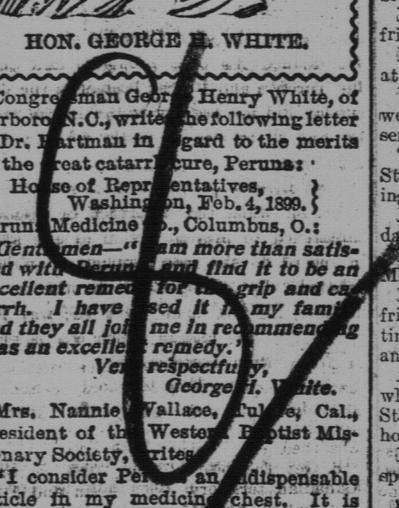 HON. GEORGE H. WHITE.
Congressman George Henry White, of
rboro, N.C., writes the following letter
Dr. Hartman in regard to the merits
the great catarrh cure, Peruna:
House of Representatives,
Washington, Feb. 4, 1899.
Medicine Co., Columbus, O.:
Gentlemen—"I am more than satis-
d with Peruna and find it to be an
cellent remedy for the grip and ca-
rrh. I have used it in my family
d they all join me in recommending
as an excellent remedy."
Very respectfully,
George H. White.
Mrs. Nannie Wallace, Tulare, Cal.,
esident of the Western Baptist Mis-
nary Society, writes
"I consider Peruna an indispensable
ticle in my medicine chest. It is